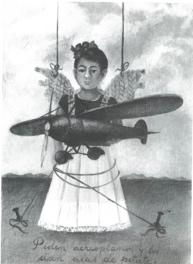 Piden aeroplanos y les
dan alas de petate